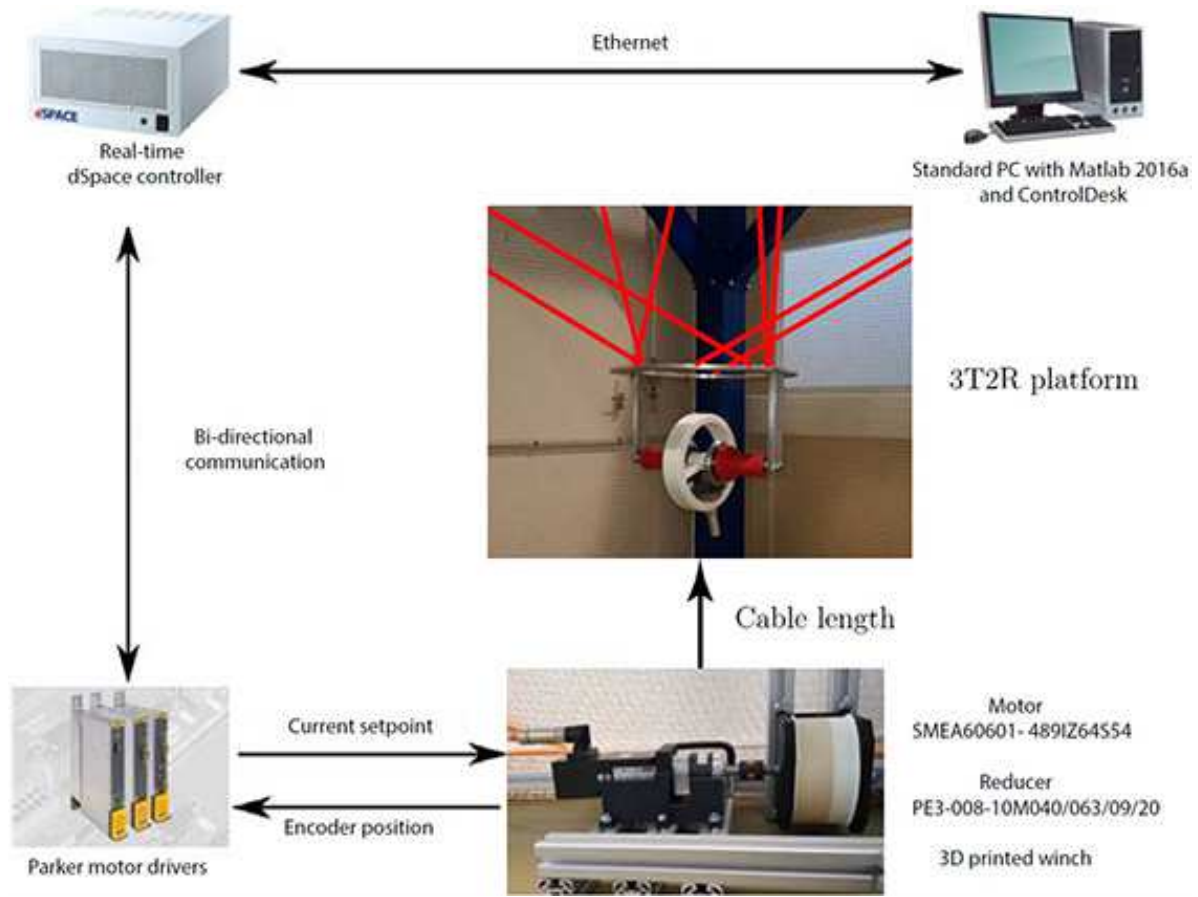 Ethernet
dSPACE
Real-time
dSpace controller
Standard PC with Matlab 2016a
and ControlDesk
3T2R platform
Bi-directional
communication
Cable length
Current setpoint
Encoder position
Parker motor drivers
Motor
SMEA60601- 489IZ64S54
Reducer
PE3-008-10M040/063/09/20
3D printed winch